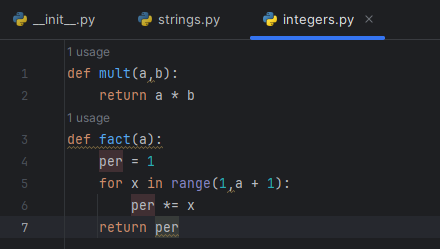 __init__.py strings.py integers.py ×
1 usage
1 def mult(a,b):
2     return a * b
1 usage
3 def fact(a):
4     per = 1
5     for x in range(1,a + 1):
6         per *= x
7     return per